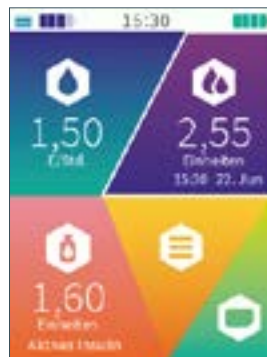 15:30
1,50
E/Std
2,55
Einheiten
15:30 22. Jun
1,60
Einheiten
Aktives Insulin